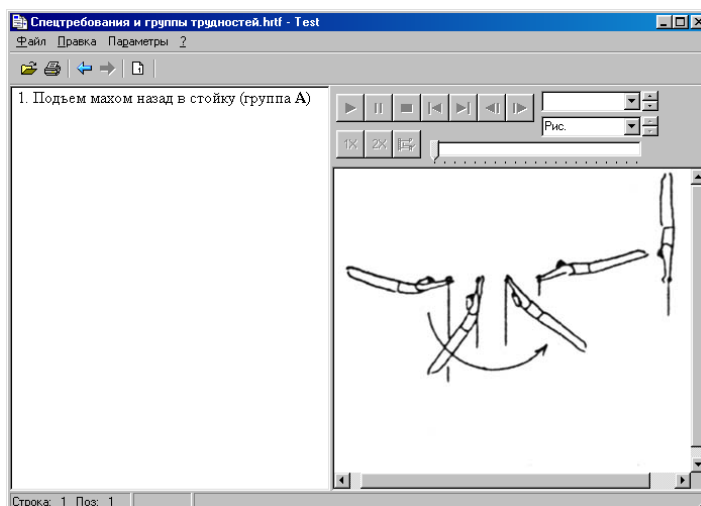 Спецтребования и группы трудностей.hrtf - Test
Файл Правка Параметры ?
1. Подъем махом назад в стойку (группа А)
Рис.
1X 2X
Строка: 1 Поз: 1